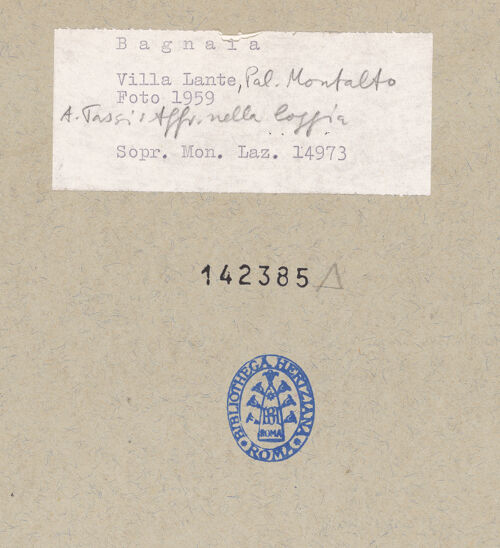 Bagnaia
Villa Lante, Pal. Montalto
Foto 1959
A. Tassi: Affr. nella loggia
Sopr. Mon. Laz. 14973
142385 Δ
BIBLIOTHECA HERTZIANA · ROMA ·
ROMA